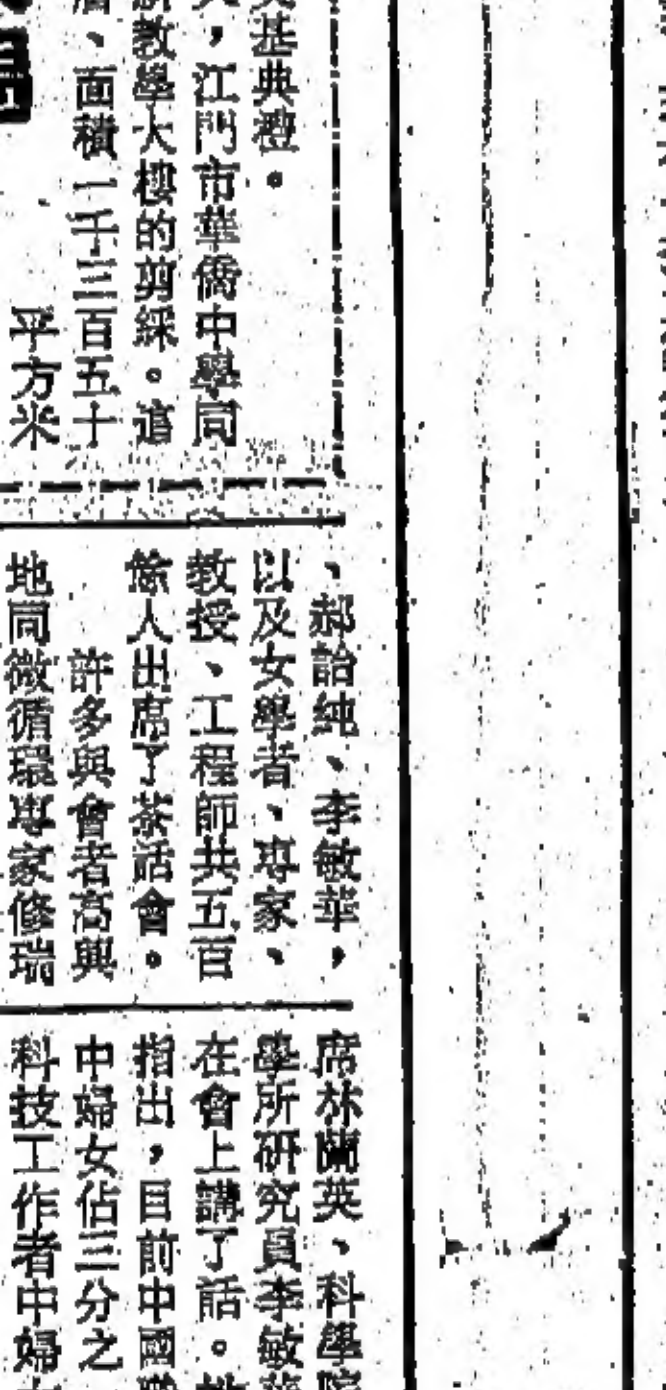 奠基典禮。
，江門市華僑中學同
教學大樓的剪綵。這
、面積一千三百五十
平方米
、郝詒純、李敏華，
以及女學者、專家、
教授、工程師共五百
餘人出席了茶話會。
許多與會者高興
地同微循環專家修瑞
席林蘭英、科學院
學所研究員李敏華
在會上講了話。
指出，目前中國
中婦女佔三分之
科技工作者中婦